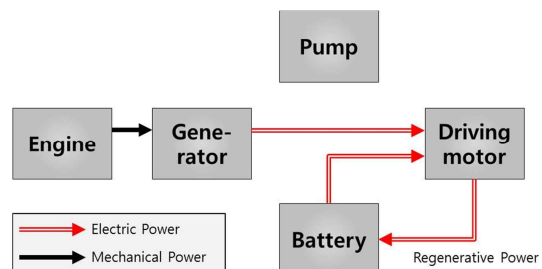 Pump
Engine
Gene-
rator
Driving
motor
Battery
Electric Power
Mechanical Power
Regenerative Power